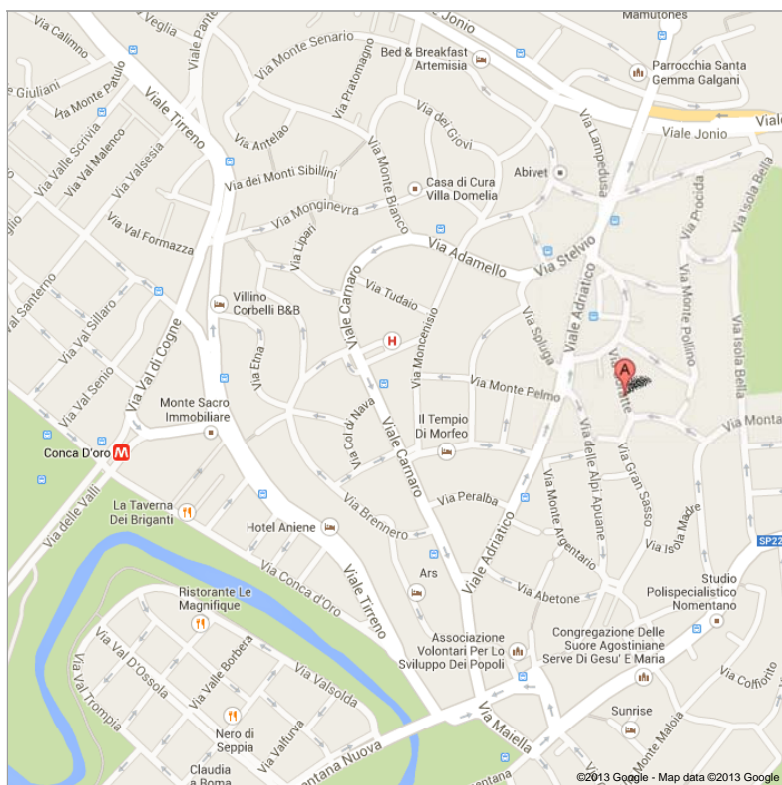 Via Calimno
Via Veglia
Viale Jonio
Mamutones
Via Monte Senario
Bed & Breakfast
Artemisia
Parrocchia Santa
Gemma Galgani
Via Monte Patulo
Via Pratomagno
Viale Tirreno
Via Valle Scrivia
Via Val Malenco
Via Valsesia
Via Antelao
Via dei Giovi
Via Lampedusa
Viale Jonio
Via Monte Bianco
Via dei Monti Sibillini
Abivet
Casa di Cura
Villa Domelia
Via Monginevra
Via Procida
Via Isola Bella
Via Val Formazza
Via Lipari
Via Adamello
Via Stelvio
Viale Carnaro
Via Tudaio
Villino
Corbelli B&B
Viale Adriatico
Via Monte Pollino
Via Val Sillaro
Via Val di Cogne
Via Etna
H
Via Moncenisio
Via Spluga
Via Isola Bella
A
Via Val Senio
Via Monte Pelmo
Monte Sacro
Immobiliare
Via Col di Nava
Il Tempio
Di Morfeo
Viale Carnaro
Conca D'oro
M
Via delle Alpi Apuane
Via Gran Sasso
Via delle Valli
La Taverna
Dei Briganti
Via Peralba
Via Brennero
Hotel Aniene
Viale Adriatico
Via Monte Argentario
Via Isola Madre
SP22
Via Conca d'Oro
Viale Tirreno
Ars
Via Abetone
Studio
Polispecialistico
Nomentano
Ristorante Le
Magnifique
Via Val D'Ossola
Via Valle Borbera
Associazione
Volontari Per Lo
Sviluppo Dei Popoli
Congregazione Delle
Suore Agostiniane
Serve Di Gesu' E Maria
Via Val Trompia
Via Valsolda
Via Colfiorito
Nero di
Seppia
Via Valfurva
Via Maiella
Sunrise
Monte Maloia
Claudia
a Roma
©2013 Google - Map data ©2013 Google